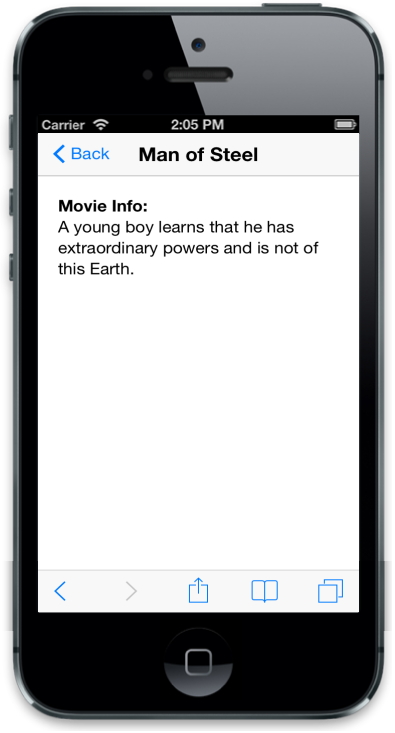 Carrier 2:05 PM
Back Man of Steel
Movie Info:
A young boy learns that he has
extraordinary powers and is not of
this Earth.